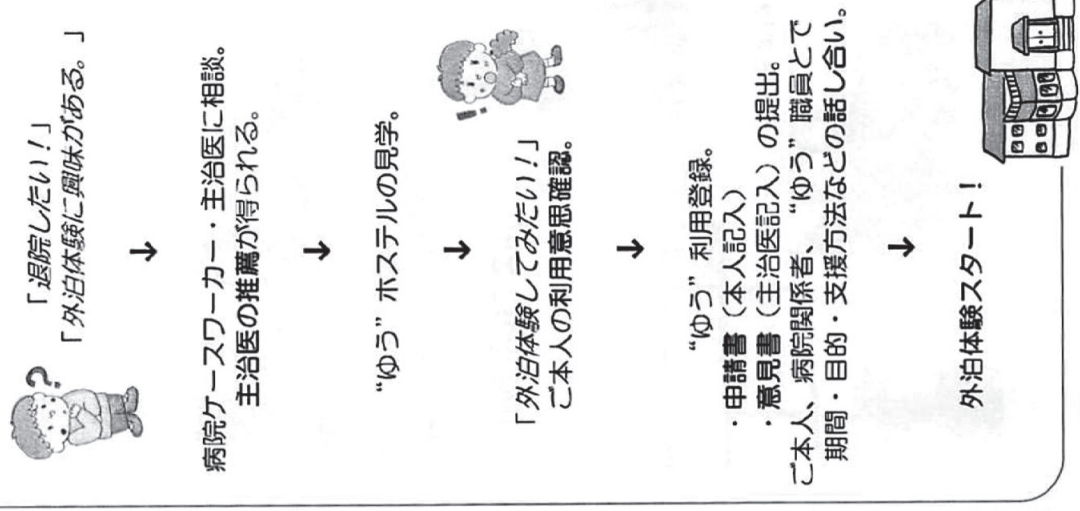 「退院したい！」
「外泊体験に興味がある。」
↓
病院ケースワーカー・主治医に相談。
主治医の推薦が得られる。
↓
“ゆう”ホステルの見学。
↓
「外泊体験してみたい！」
ご本人の利用意思確認。
↓
“ゆう”利用登録。
・申請書（本人記入）
・意見書（主治医記入）の提出。
ご本人、病院関係者、“ゆう”職員とで
期間・目的・支援方法などの話し合い。
↓
外泊体験スタート！